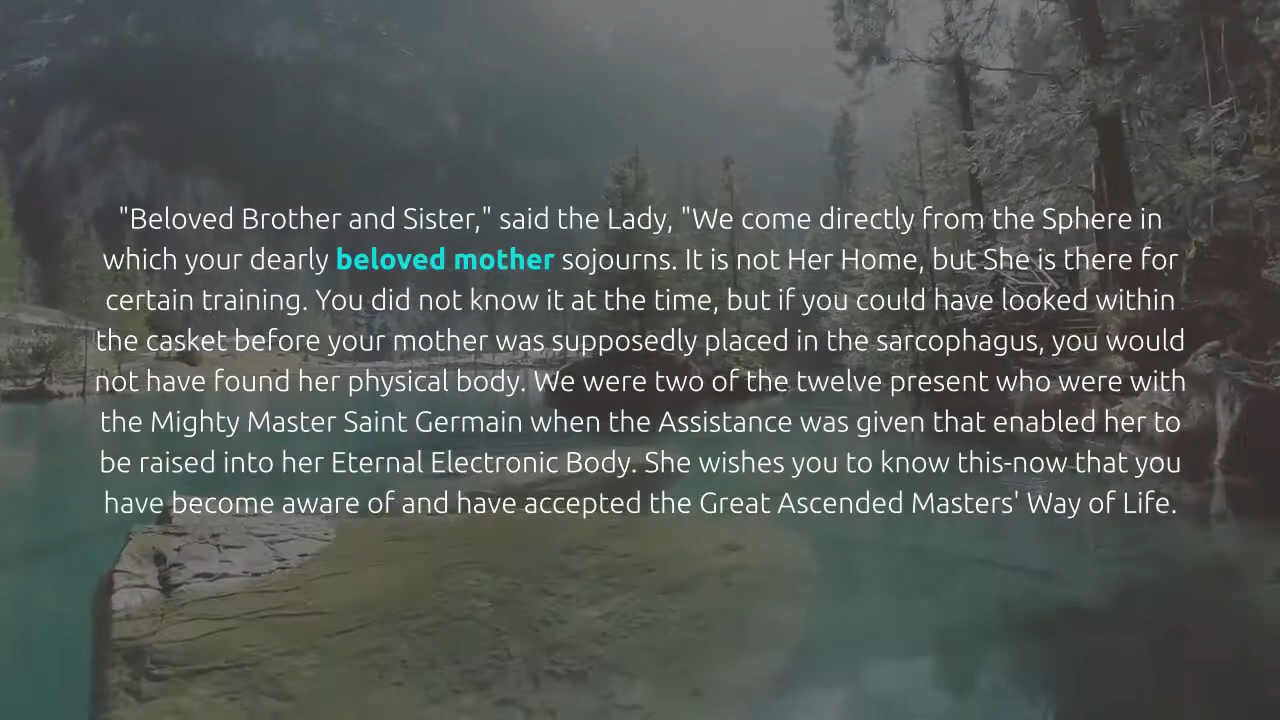 "Beloved Brother and Sister," said the Lady, "We come directly from the Sphere in
which your dearly beloved mother sojourns. It is not Her Home, but She is there for
certain training. You did not know it at the time, but if you could have looked within
the casket before your mother was supposedly placed in the sarcophagus, you would
not have found her physical body. We were two of the twelve present who were with
the Mighty Master Saint Germain when the Assistance was given that enabled her to
be raised into her Eternal Electronic Body. She wishes you to know this-now that you
have become aware of and have accepted the Great Ascended Masters' Way of Life.